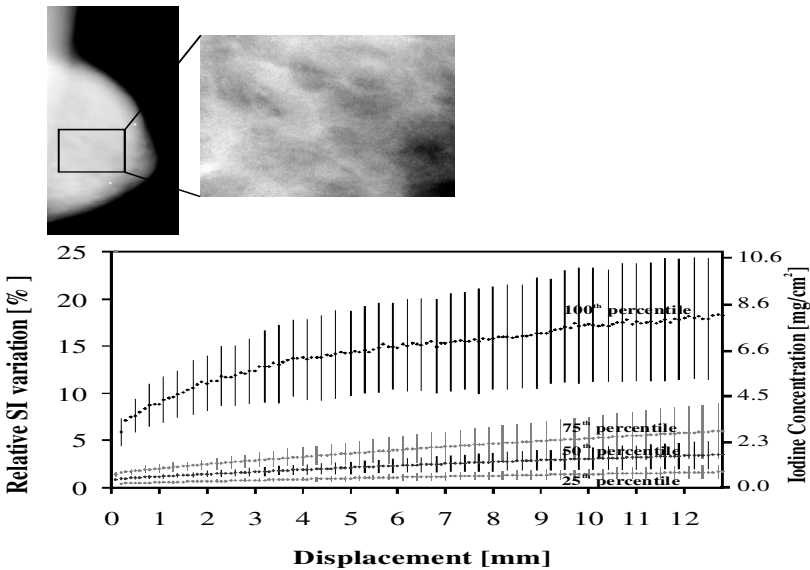 25
20
15
10
5
0
Relative SI variation [%]
100th percentile
75th percentile
50th percentile
25th percentile
10.6
8.6
6.6
4.5
2.3
0.0
Iodine Concentration [mg/cm²]
0 1 2 3 4 5 6 7 8 9 10 11 12
Displacement [mm]